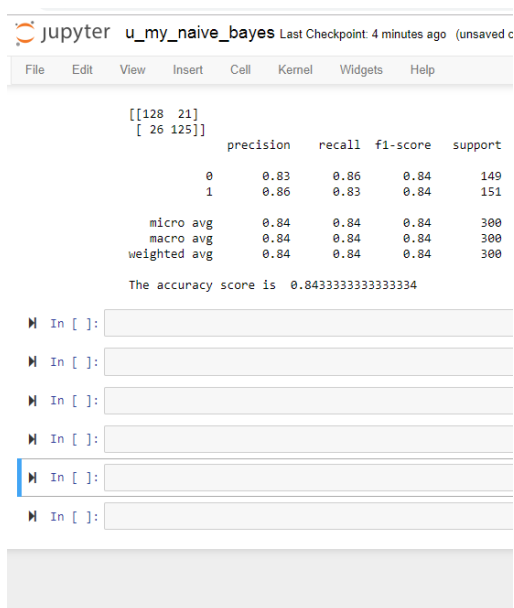 jupyter u_my_naive_bayes Last Checkpoint: 4 minutes ago (unsaved
File Edit View Insert Cell Kernel Widgets Help
[[128 21]
[ 26 125]]
precision recall f1-score support
0 0.83 0.86 0.84 149
1 0.86 0.83 0.84 151
micro avg 0.84 0.84 0.84 300
macro avg 0.84 0.84 0.84 300
weighted avg 0.84 0.84 0.84 300
The accuracy score is 0.8433333333333334
In [ ]:
In [ ]:
In [ ]:
In [ ]:
In [ ]:
In [ ]: